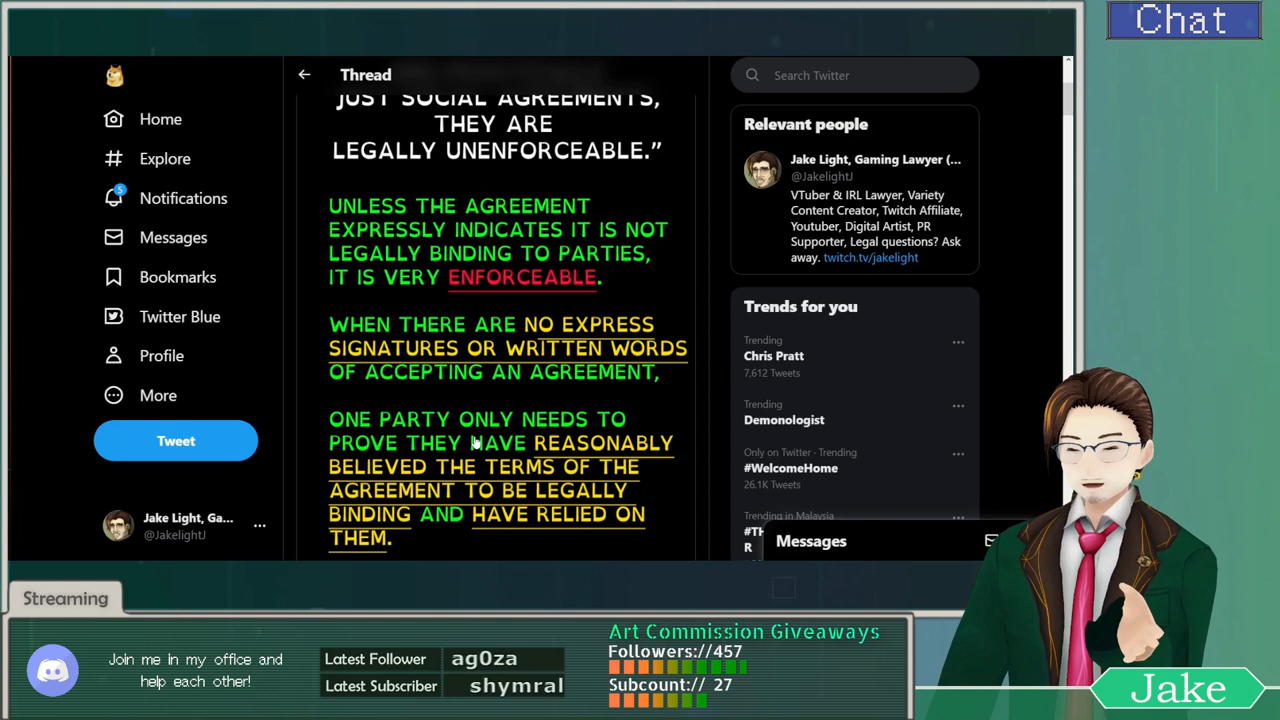 Chat
Home
Explore
5
Notifications
Messages
Bookmarks
Twitter Blue
Profile
More
Tweet
Jake Light, Ga...
@JakelightJ
Thread
JUST SOCIAL AGREEMENTS,
THEY ARE
LEGALLY UNENFORCEABLE.”
UNLESS THE AGREEMENT
EXPRESSLY INDICATES IT IS NOT
LEGALLY BINDING TO PARTIES,
IT IS VERY ENFORCEABLE.
WHEN THERE ARE NO EXPRESS
SIGNATURES OR WRITTEN WORDS
OF ACCEPTING AN AGREEMENT,
ONE PARTY ONLY NEEDS TO
PROVE THEY HAVE REASONABLY
BELIEVED THE TERMS OF THE
AGREEMENT TO BE LEGALLY
BINDING AND HAVE RELIED ON
THEM.
Search Twitter
Relevant people
Jake Light, Gaming Lawyer (...
@JakelightJ
VTuber & IRL Lawyer, Variety
Content Creator, Twitch Affiliate,
Youtuber, Digital Artist, PR
Supporter, Legal questions? Ask
away. twitch.tv/jakelight
Trends for you
Trending
Chris Pratt
7,612 Tweets
Trending
Demonologist
Only on Twitter · Trending
#WelcomeHome
26.1K Tweets
Trending in Malaysia
#TH
R
Messages
Streaming
Join me in my office and
help each other!
Latest Follower ag0za
Latest Subscriber shymral
Art Commission Giveaways
Followers://457
Subcount:// 27
Jake